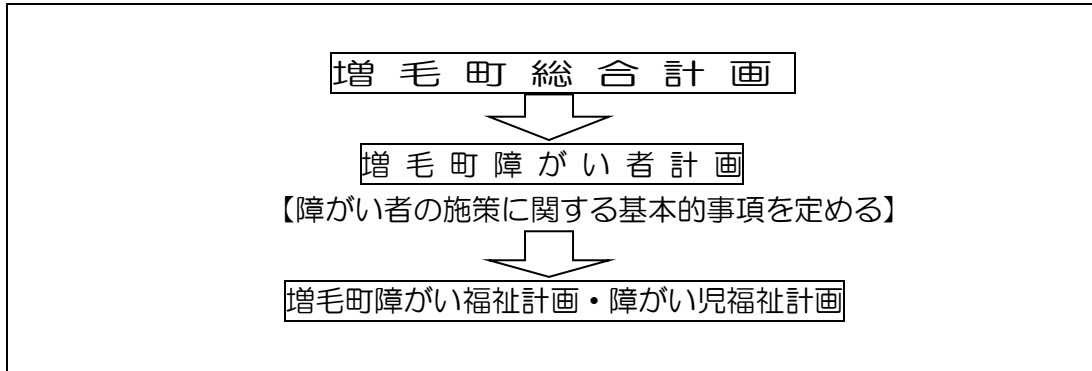 増毛町総合計画
増毛町障がい者計画
【障がい者の施策に関する基本的事項を定める】
増毛町障がい福祉計画・障がい児福祉計画